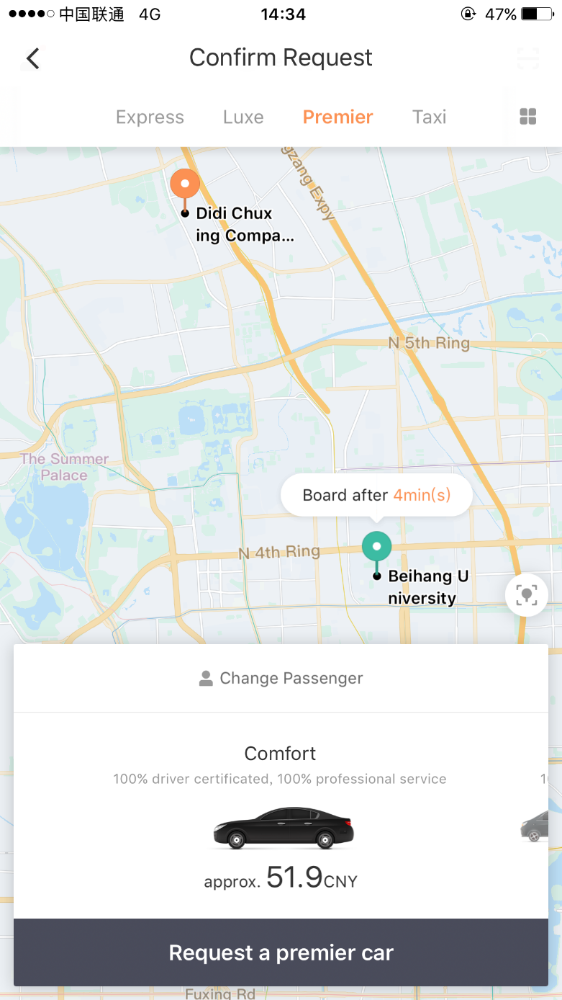 中国联通 4G 14:34 47%
Confirm Request
Express Luxe Premier Taxi
gzang Expy
Didi Chux
ing Compa...
N 5th Ring
The Summer
Palace
Board after 4min(s)
N 4th Ring
Beihang U
niversity
Change Passenger
Comfort
100% driver certificated, 100% professional service
approx. 51.9CNY
Request a premier car
Fuxing Rd